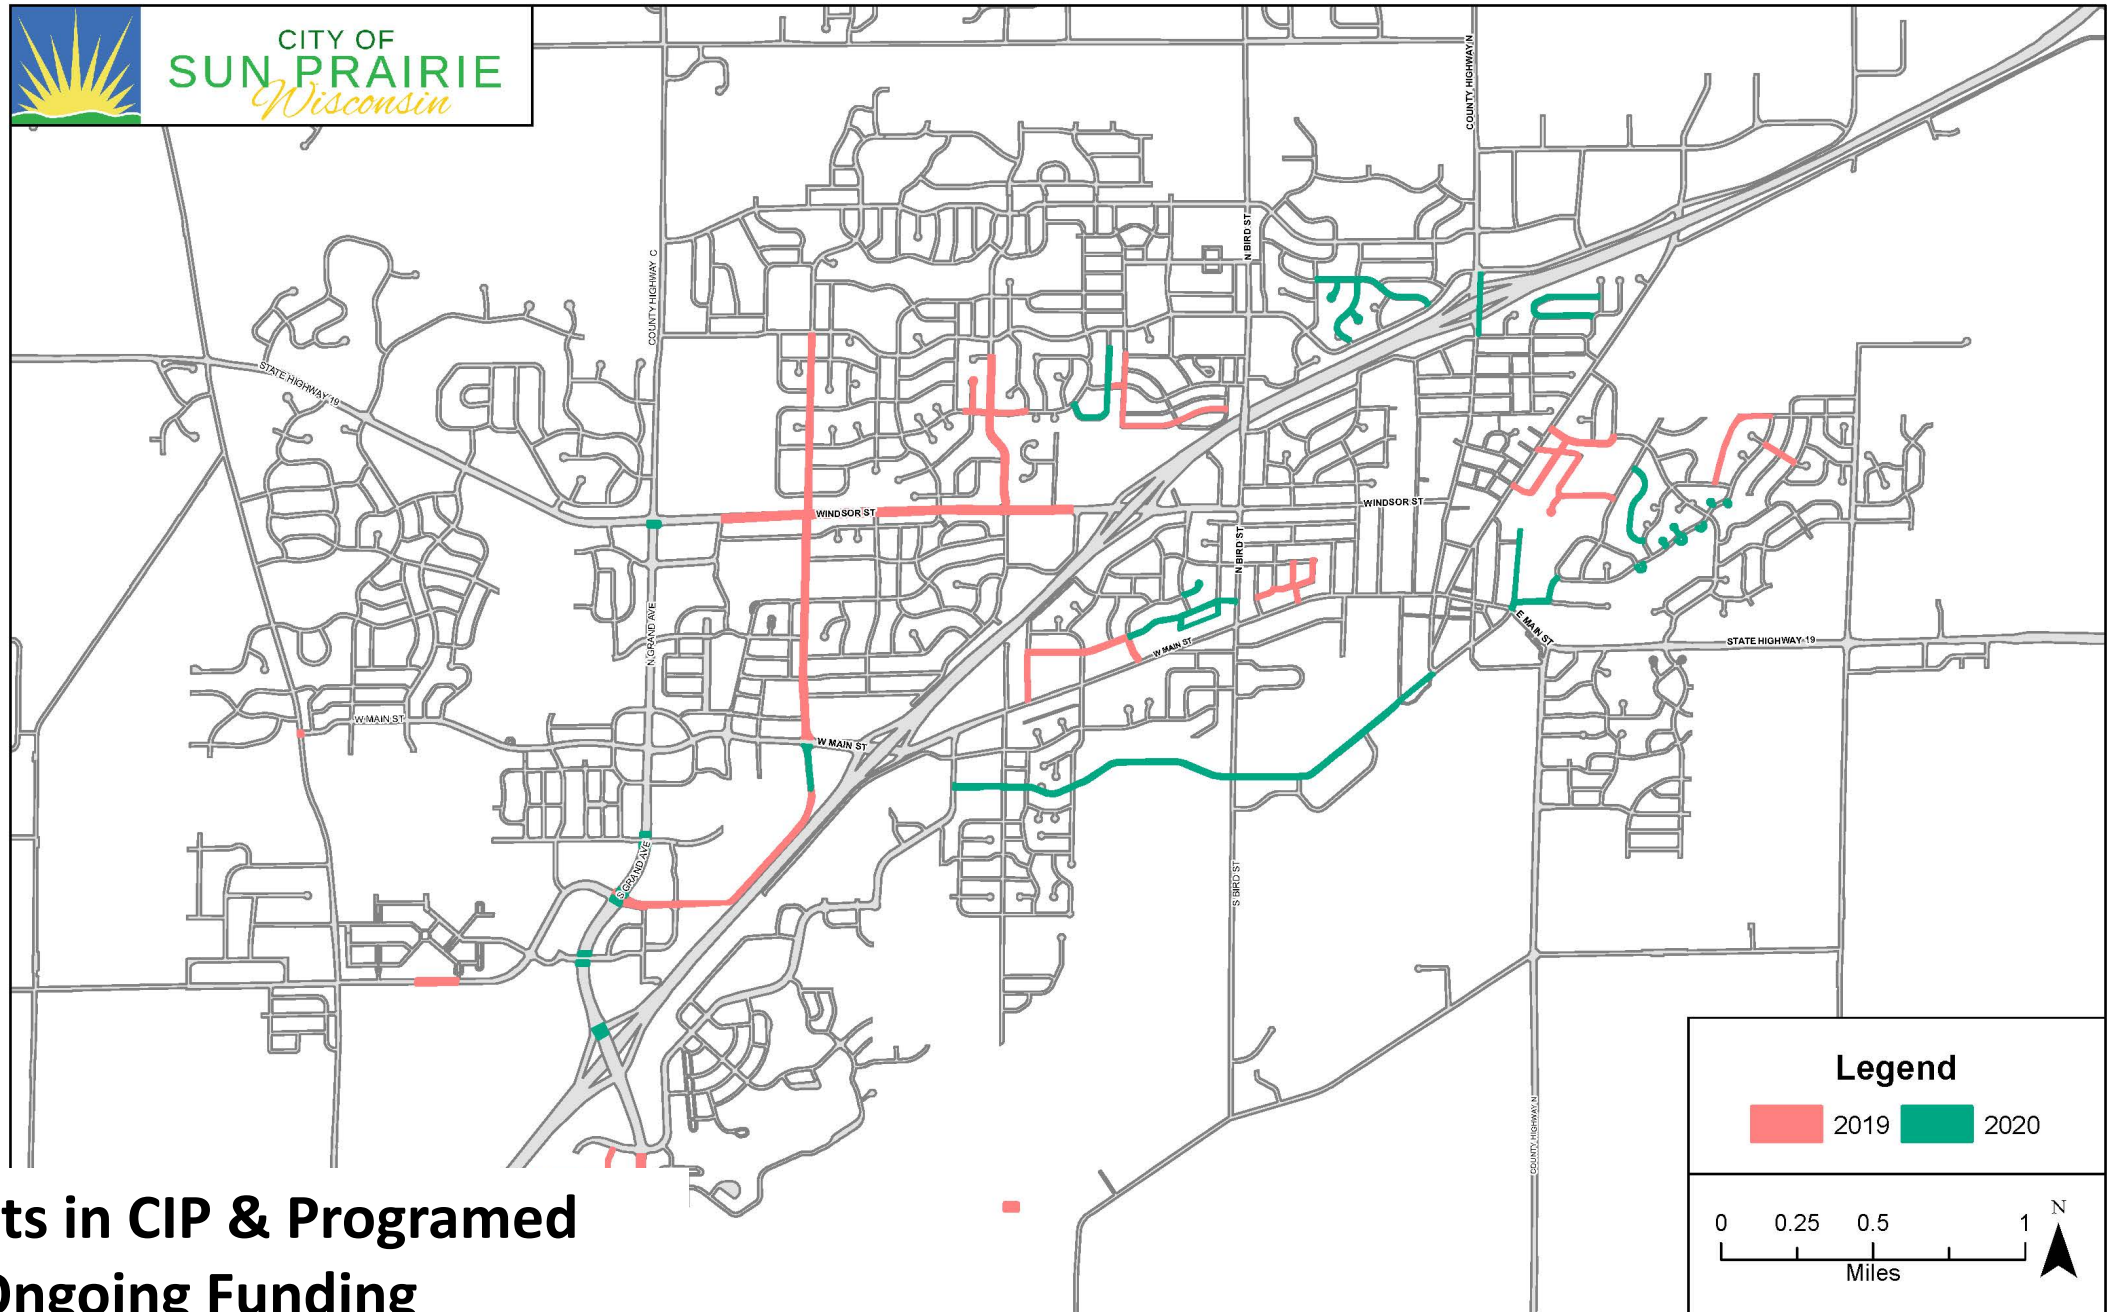 CITY OF
SUN PRAIRIE
Wisconsin
COUNTY HIGHWAY N
N BIRD ST
COUNTY HIGHWAY C
STATE HIGHWAY 19
WINDSOR ST
WINDSOR ST
N BIRD ST
N GRAND AVE
E MAIN ST
W MAIN ST
STATE HIGHWAY 19
W MAIN ST
W MAIN ST
S GRAND AVE
S BIRD ST
COUNTY HIGHWAY N
Legend
2019 2020
ts in CIP & Programed
Ongoing Funding
0 0.25 0.5 1
Miles
N